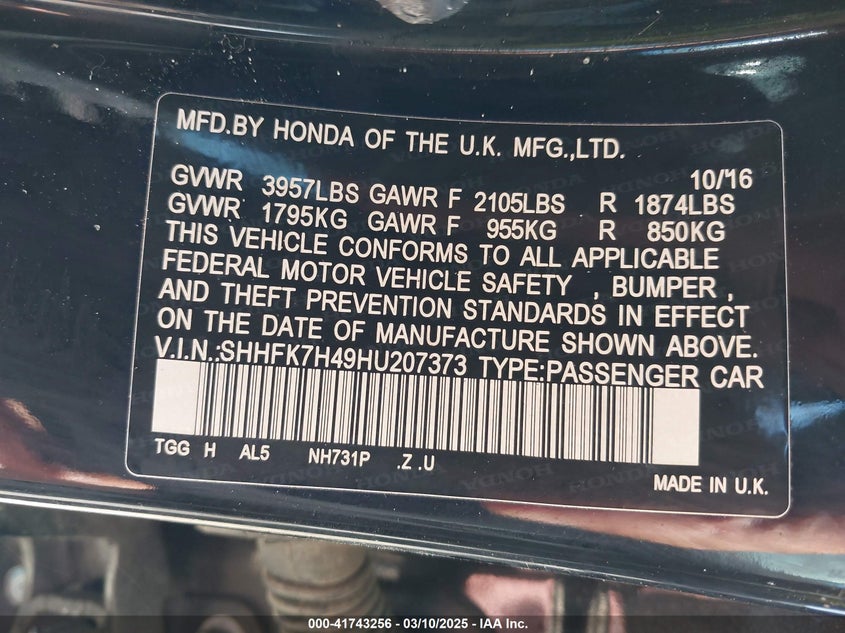 MFD.BY HONDA OF THE U.K. MFG.,LTD.
10/'16
GVWR 3957LBS GAWR F 2105LBS R 1874LBS
GVWR 1795KG GAWR F 955KG R 850KG
THIS VEHICLE CONFORMS TO ALL APPLICABLE
FEDERAL MOTOR VEHICLE SAFETY , BUMPER ,
AND THEFT PREVENTION STANDARDS IN EFFECT
ON THE DATE OF MANUFACTURE SHOWN ABOVE.
V.I.N.:SHHFK7H49HU207373 TYPE:PASSENGER CAR
TGG H AL5 NH731P .Z .U
MADE IN U.K.
000-41743256 - 03/10/2025 - IAA Inc.